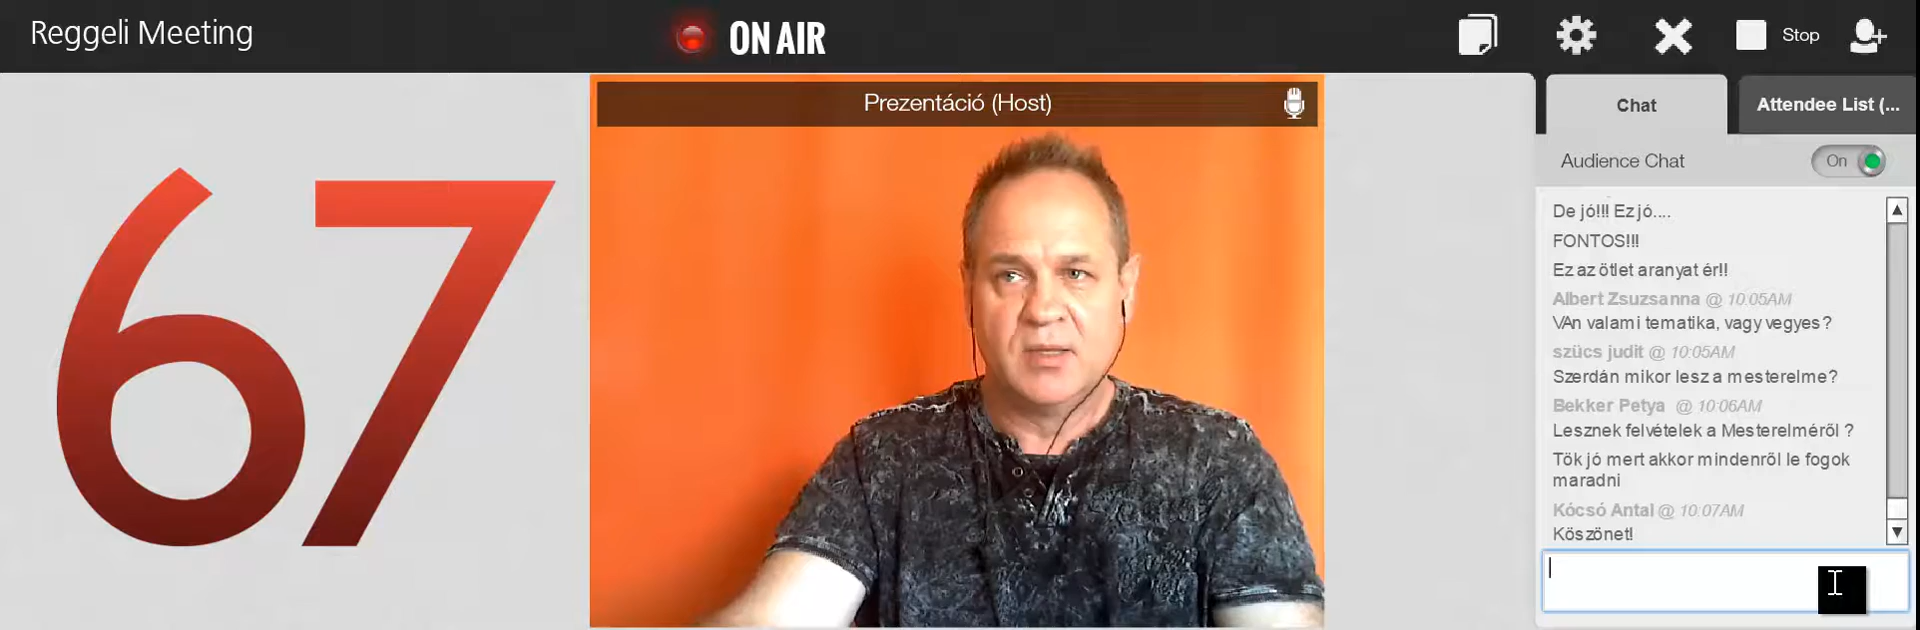 Reggeli Meeting
ON AIR
Stop
67
Prezentáció (Host)
Chat
Attendee List (...
Audience Chat
On
De jó!!! Ez jó....
FONTOS!!!
Ez az ötlet aranyat ér!!
Albert Zsuzsanna @ 10:05AM
VAn valami tematika, vagy vegyes?
szücs judit @ 10:05AM
Szerdán mikor lesz a mesterelme?
Bekker Petya @ 10:06AM
Lesznek felvételek a Mesterelméröl ?
Tök jó mert akkor mindenröl le fogok
maradni
Kócsó Antal @ 10:07AM
Köszönet!